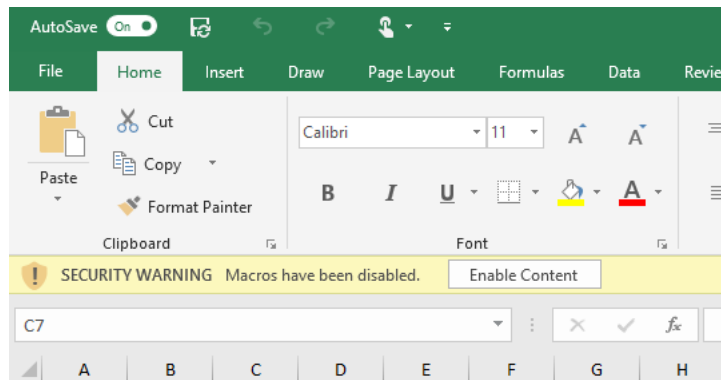 AutoSave On
File Home Insert Draw Page Layout Formulas Data Revie
Cut
Calibri 11 A A
Copy
Paste
B I U A
Format Painter
Clipboard Font
SECURITY WARNING Macros have been disabled. Enable Content
C7 fx
A B C D E F G H